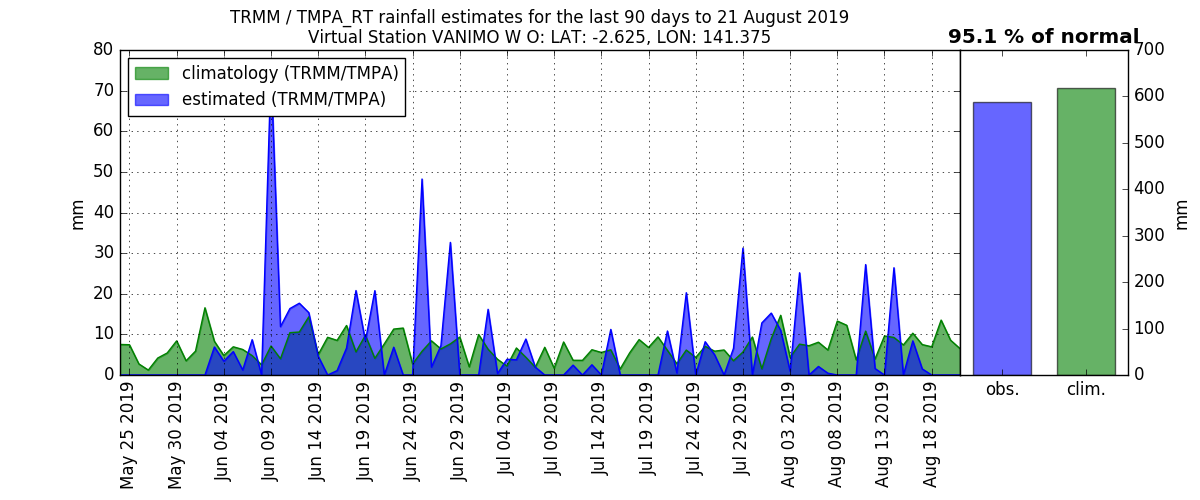 TRMM / TMPA_RT rainfall estimates for the last 90 days to 21 August 2019
Virtual Station VANIMO W O: LAT: -2.625, LON: 141.375
95.1 % of normal
climatology (TRMM/TMPA)
estimated (TRMM/TMPA)
80
70
60
50
40
30
20
10
0
mm
May 25 2019
May 30 2019
Jun 04 2019
Jun 09 2019
Jun 14 2019
Jun 19 2019
Jun 24 2019
Jun 29 2019
Jul 04 2019
Jul 09 2019
Jul 14 2019
Jul 19 2019
Jul 24 2019
Jul 29 2019
Aug 03 2019
Aug 08 2019
Aug 13 2019
Aug 18 2019
700
600
500
400
300
200
100
0
mm
obs.
clim.